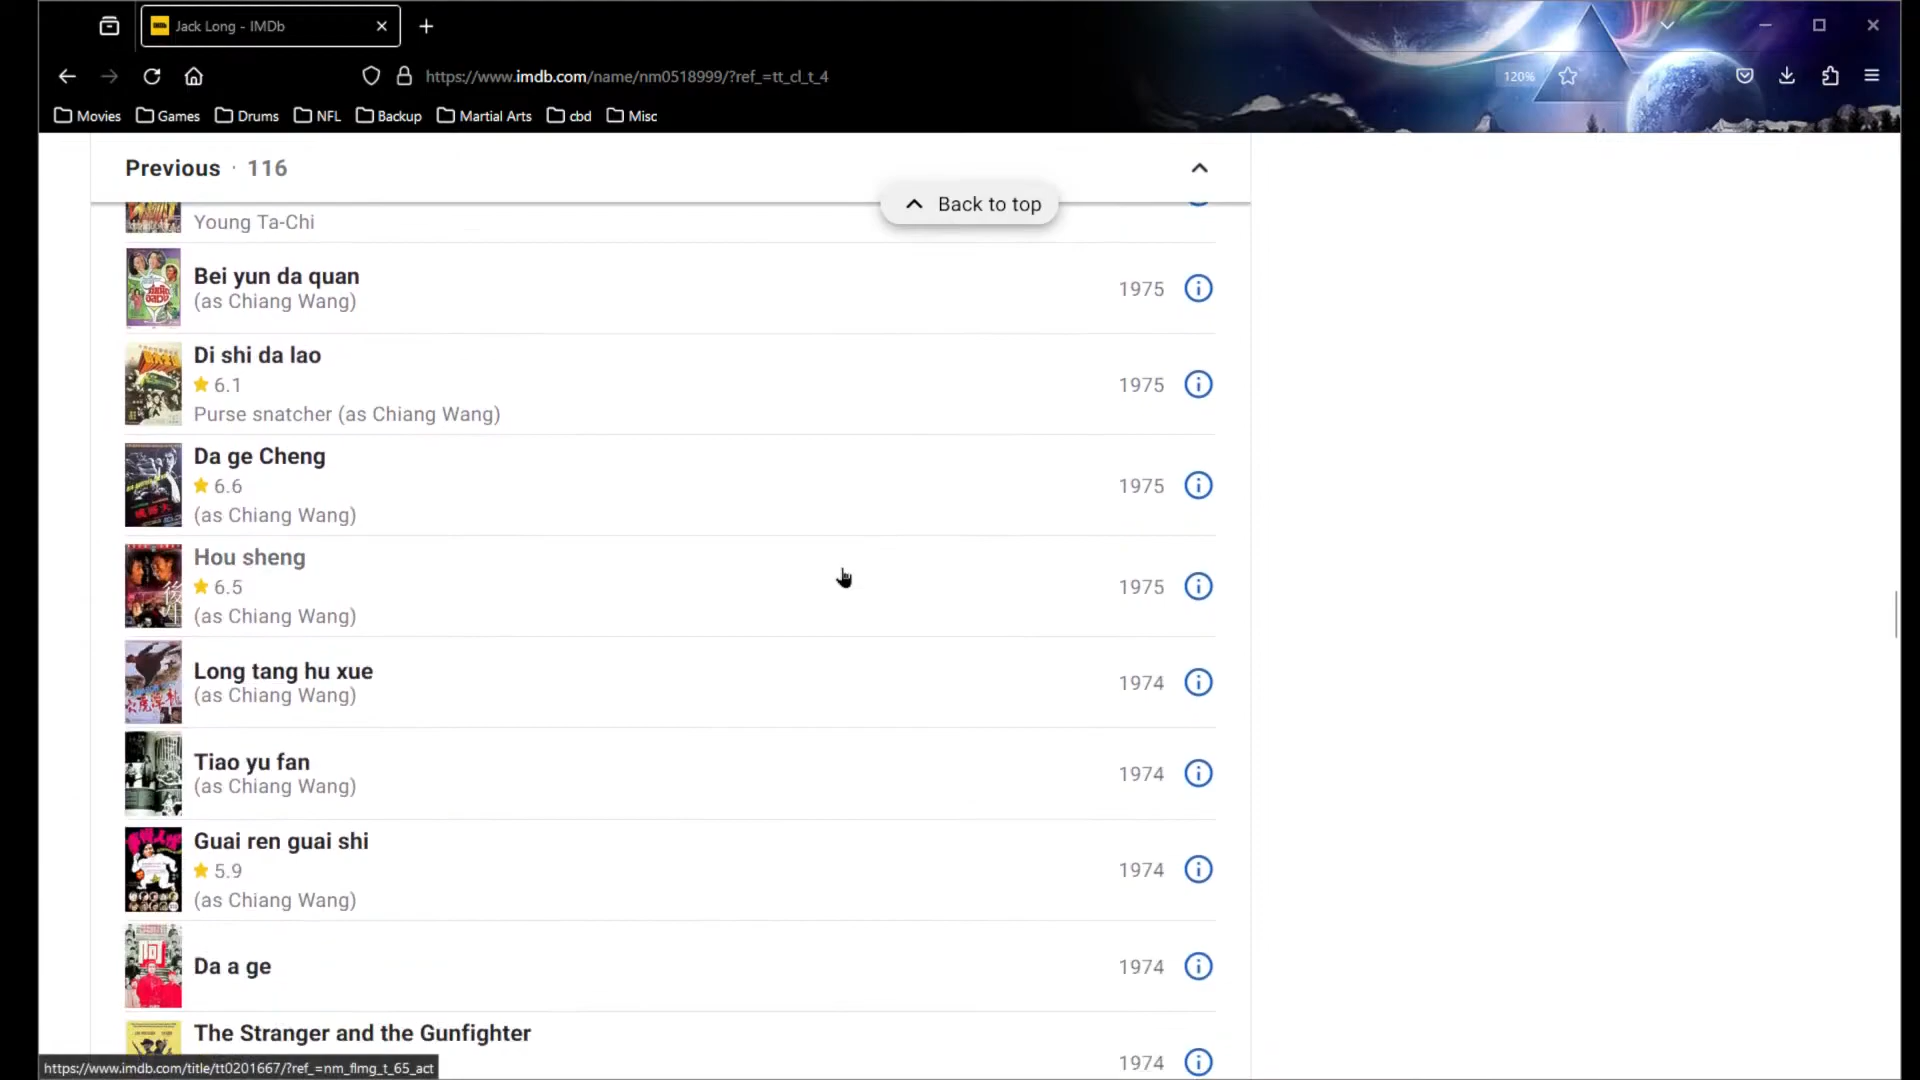 Jack Long - IMDb
https://www.imdb.com/name/nm0518999/?ref_=tt_cl_t_4
120%
Movies Games Drums NFL Backup Martial Arts cbd Misc
Previous · 116
Back to top
Young Ta-Chi
Bei yun da quan
(as Chiang Wang)
1975
Di shi da lao
6.1
Purse snatcher (as Chiang Wang)
1975
Da ge Cheng
6.6
(as Chiang Wang)
1975
Hou sheng
6.5
(as Chiang Wang)
1975
Long tang hu xue
(as Chiang Wang)
1974
Tiao yu fan
(as Chiang Wang)
1974
Guai ren guai shi
5.9
(as Chiang Wang)
1974
Da a ge
1974
The Stranger and the Gunfighter
1974
https://www.imdb.com/title/tt0201667/?ref_=nm_flmg_t_65_act